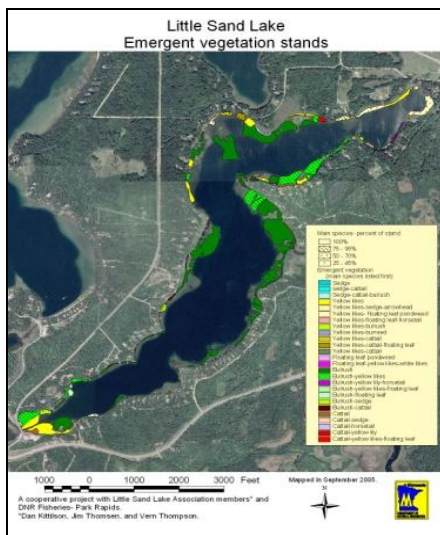 Little Sand Lake
Emergent vegetation stands
Main species- percent of stand
100%
75 - 95%
50 - 70%
25 - 45%
Emergent vegetation
(main species listed first)
Sedge
Sedge-cattail
Sedge-cattail-bulrush
Yellow lilies
Yellow lilies-sedge-arrowhead
Yellow lilies- floating leaf pondweed
Yellow lilies-floating leaf-horsetail
Yellow lilies-bulrush
Yellow lilies-burreed
Yellow lilies-cattail
Yellow lilies-cattail-floating leaf
Yellow lilies-cattail
Floating leaf pondweed
Floating leaf-yellow lilies-white lilies
Bulrush
Bulrush-yellow lilies
Bulrush-yellow lily-horsetail
Bulrush-yellow lilies-floating leaf
Bulrush-floating leaf
Bulrush-sedge
Bulrush-cattail
Cattail
Cattail-sedge
Cattail-horsetail
Cattail-yellow lily
Cattail-yellow lilies-floating leaf
1000 0 1000 2000 3000 Feet
Mapped in September 2005.
N
A cooperative project with Little Sand Lake Association members* and
DNR Fisheries- Park Rapids.
*Dan Kittilson, Jim Thomsen, and Vern Thompson.